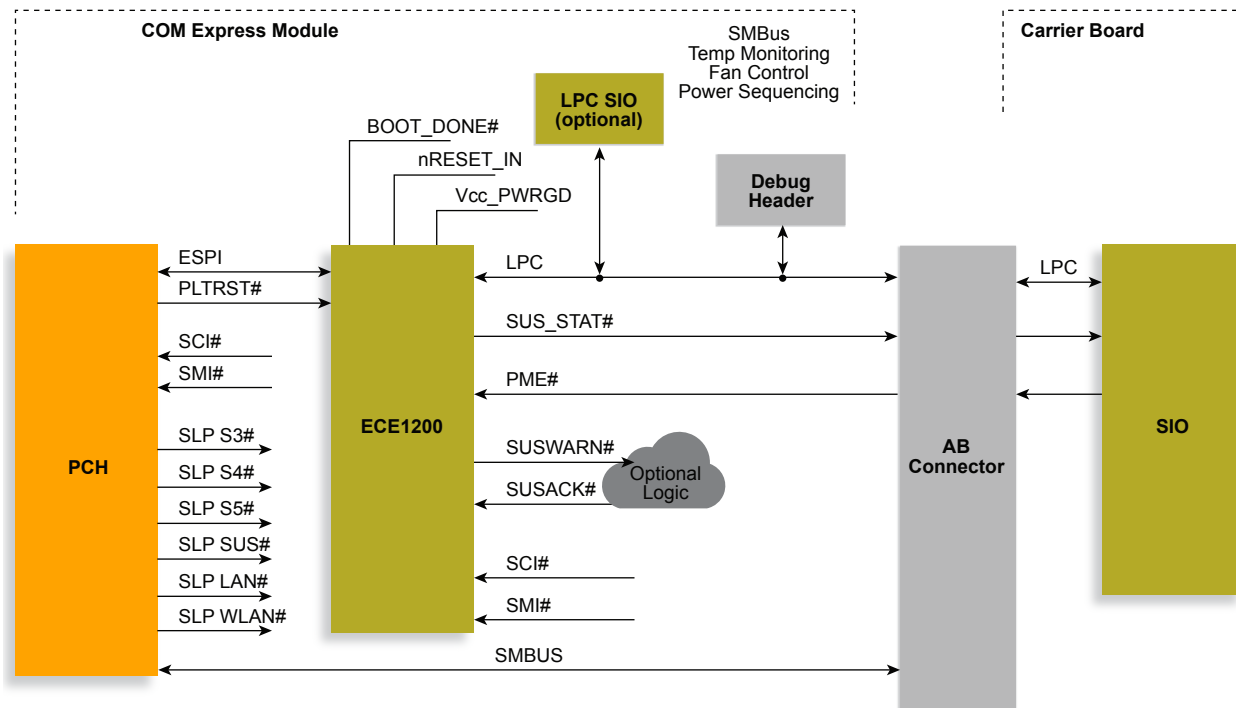 COM Express Module
SMBus
Temp Monitoring
Fan Control
Power Sequencing
Carrier Board
LPC SIO
(optional)
BOOT_DONE#
nRESET_IN
Vcc_PWRGD
Debug
Header
ESPI
PLTRST#
SCI#
SMI#
SLP S3#
SLP S4#
SLP S5#
SLP SUS#
SLP LAN#
SLP WLAN#
PCH
ECE1200
LPC
SUS_STAT#
PME#
SUSWARN#
SUSACK#
Optional
Logic
SCI#
SMI#
SMBUS
AB
Connector
LPC
SIO